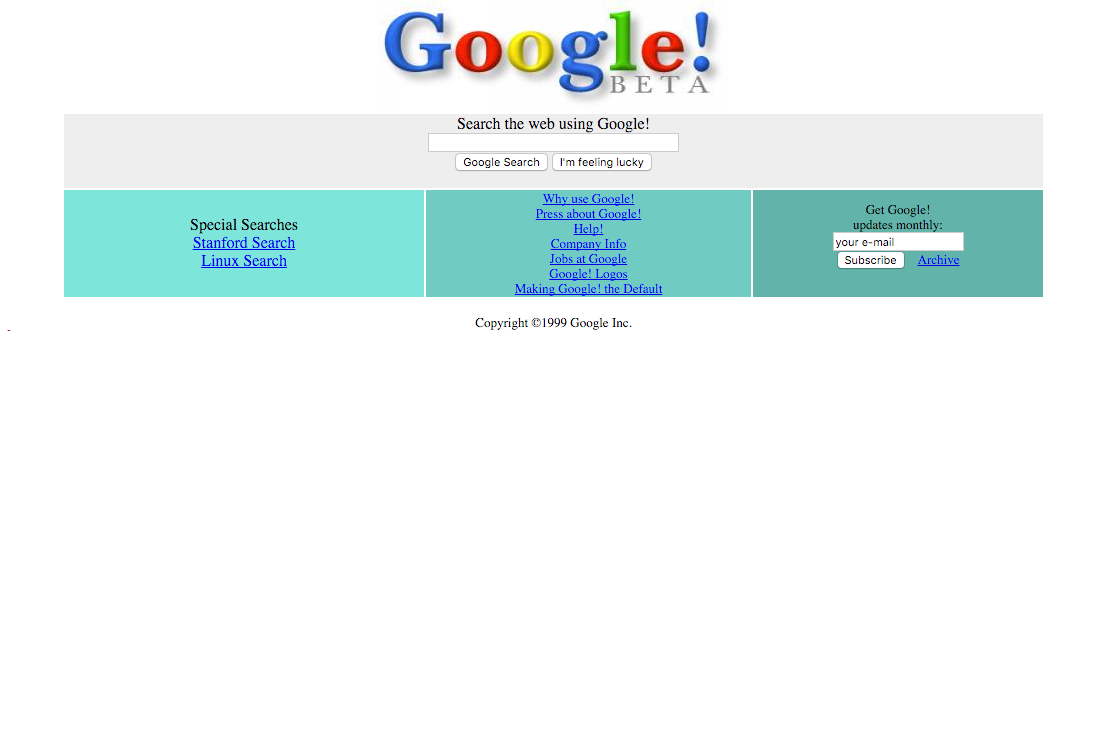 Google!
BETA
Search the web using Google!
Google Search I'm feeling lucky
Special Searches
Stanford Search
Linux Search
Why use Google!
Press about Google!
Help!
Company Info
Jobs at Google
Google! Logos
Making Google! the Default
Get Google!
updates monthly:
your e-mail
Subscribe Archive
Copyright ©1999 Google Inc.